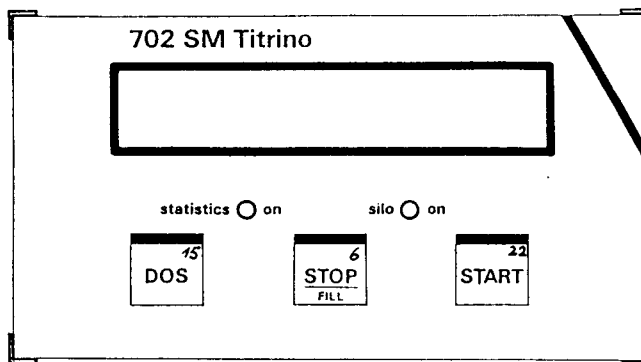 702 SM Titrino
statistics on silo on
15 6 22
DOS STOP START
FILL